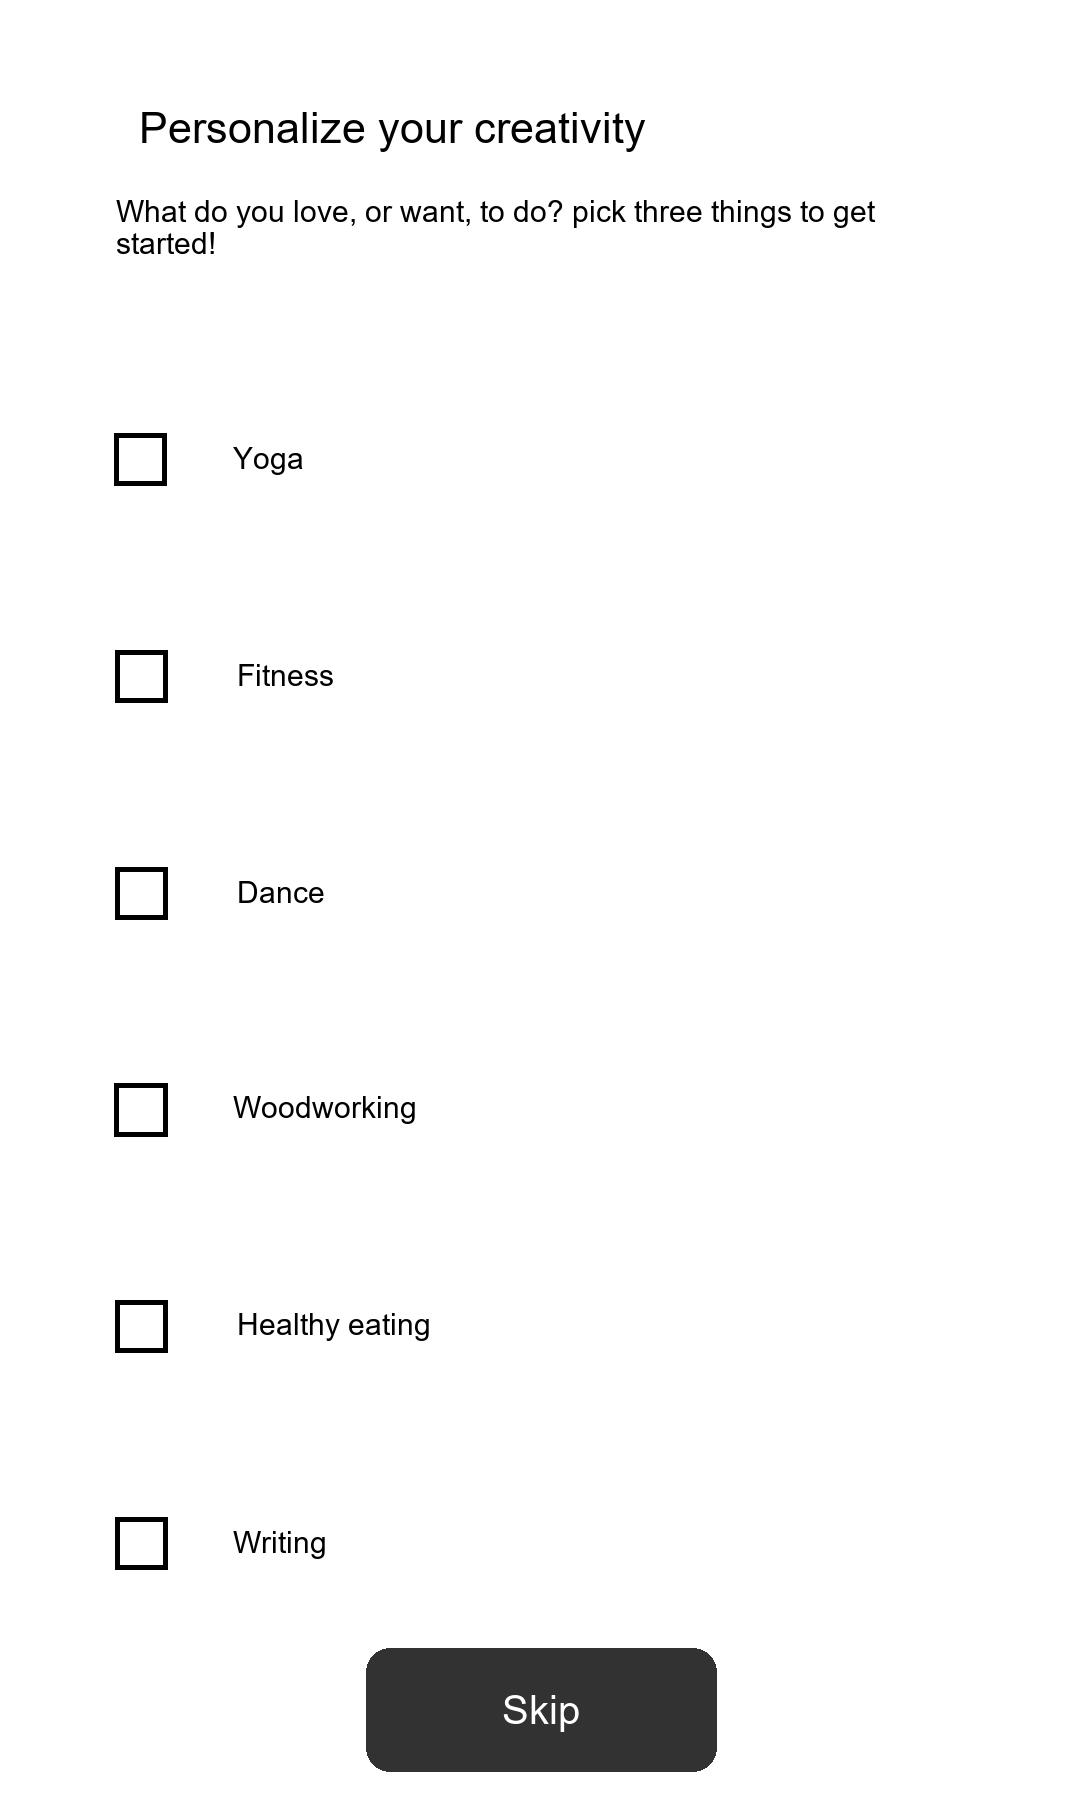 Personalize your creativity
What do you love, or want, to do? pick three things to get
started!
Yoga
Fitness
Dance
Woodworking
Healthy eating
Writing
Skip